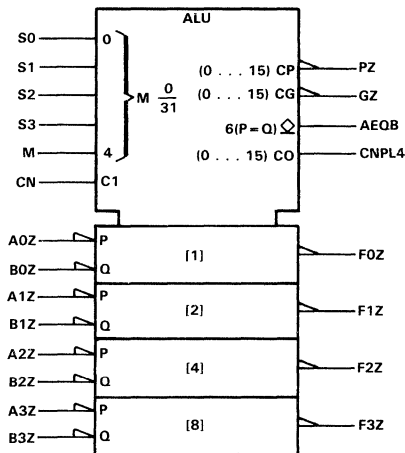 ALU
S0 0
S1 (0 . . . 15) CP PZ
S2 M 0/31 (0 . . . 15) CG GZ
S3 6(P=Q) AEQB
M 4 (0 . . . 15) CO CNPL4
CN C1
A0Z P [1] F0Z
B0Z Q
A1Z P [2] F1Z
B1Z Q
A2Z P [4] F2Z
B2Z Q
A3Z P [8] F3Z
B3Z Q